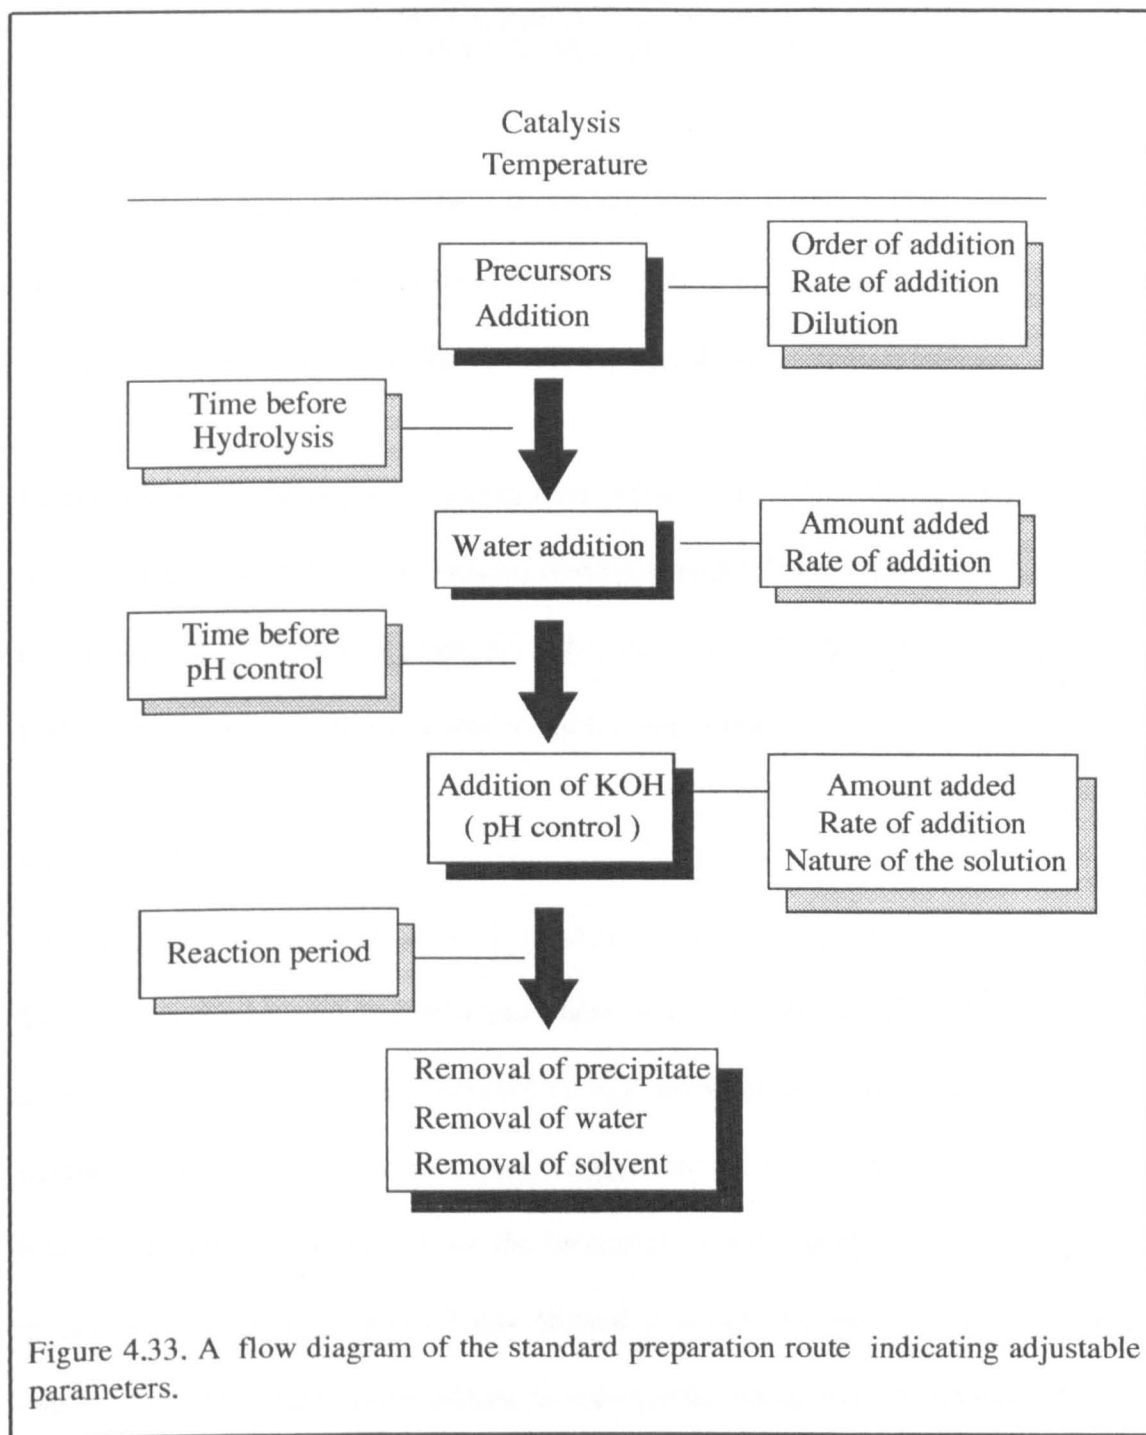 Catalysis
Temperature
Precursors
Addition
Order of addition
Rate of addition
Dilution
Time before
Hydrolysis
Water addition
Amount added
Rate of addition
Time before
pH control
Addition of KOH
( pH control )
Amount added
Rate of addition
Nature of the solution
Reaction period
Removal of precipitate
Removal of water
Removal of solvent
Figure 4.33. A flow diagram of the standard preparation route indicating adjustable
parameters.